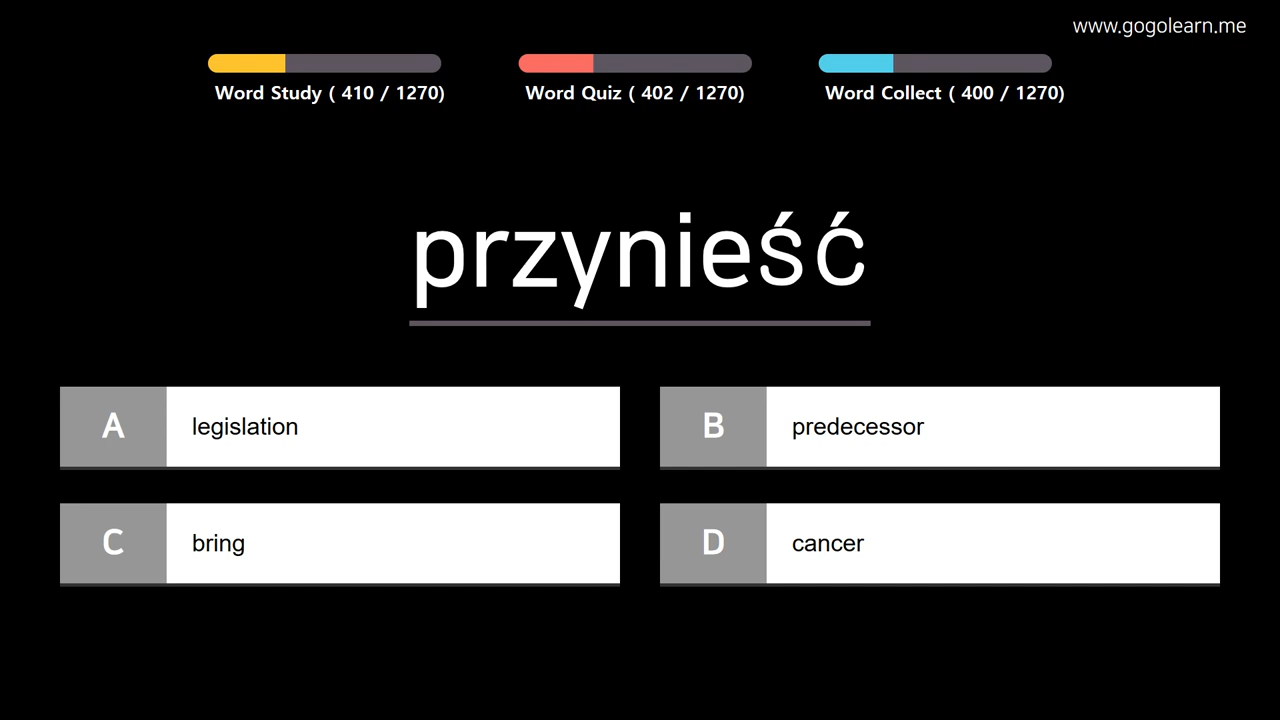 www.gogolearn.me
Word Study ( 410 / 1270)
Word Quiz ( 402 / 1270)
Word Collect ( 400 / 1270)
przynieść
A legislation
B predecessor
C bring
D cancer